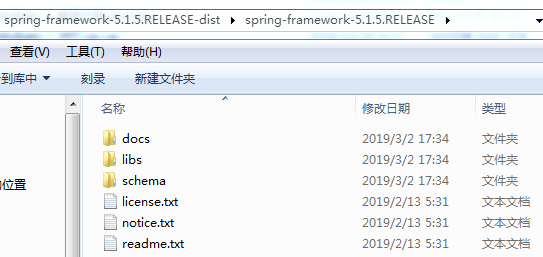 spring-framework-5.1.5.RELEASE-dist spring-framework-5.1.5.RELEASE
查看(V) 工具(T) 帮助(H)
到库中 刻录 新建文件夹
名称 修改日期 类型
docs 2019/3/2 17:34 文件夹
libs 2019/3/2 17:34 文件夹
schema 2019/3/2 17:34 文件夹
的位置
license.txt 2019/2/13 5:31 文本文档
notice.txt 2019/2/13 5:31 文本文档
readme.txt 2019/2/13 5:31 文本文档